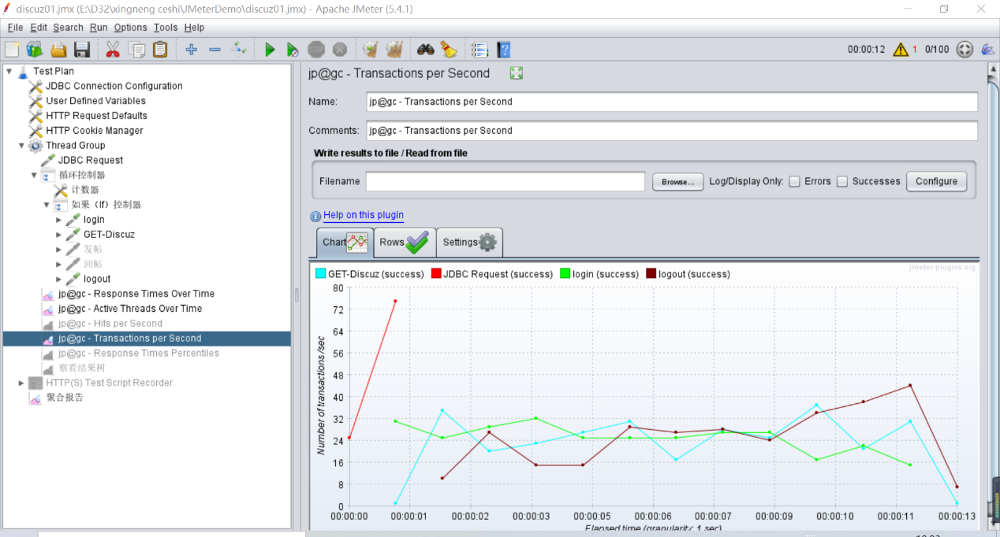 discuz01.jmx (E:\D32\xingneng ceshi\JMeterDemo\discuz01.jmx) - Apache JMeter (5.4.1)
File Edit Search Run Options Tools Help
00:00:12 1 0/100
Test Plan
JDBC Connection Configuration
User Defined Variables
HTTP Request Defaults
HTTP Cookie Manager
Thread Group
JDBC Request
循环控制器
计数器
如果（If）控制器
login
GET-Discuz
发帖
回帖
logout
jp@gc - Response Times Over Time
jp@gc - Active Threads Over Time
jp@gc - Hits per Second
jp@gc - Transactions per Second
jp@gc - Response Times Percentiles
察看结果树
HTTP(S) Test Script Recorder
聚合报告
jp@gc - Transactions per Second
Name: jp@gc - Transactions per Second
Comments: jp@gc - Transactions per Second
Write results to file / Read from file
Filename Browse... Log/Display Only: Errors Successes Configure
Help on this plugin
Chart Rows Settings
jmeter-plugins.org
GET-Discuz (success) JDBC Request (success) login (success) logout (success)
Number of transactions /sec
80
72
64
56
48
40
32
24
16
8
0
00:00:00 00:00:01 00:00:02 00:00:03 00:00:05 00:00:06 00:00:07 00:00:09 00:00:10 00:00:11 00:00:13
Elapsed time (granularity: 1 sec)